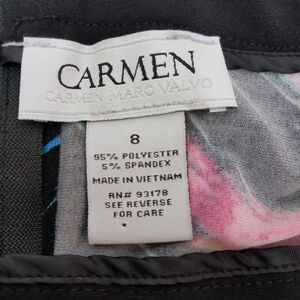 CARMEN
CARMEN MARC VALVO
8
95% POLYESTER
5% SPANDEX
MADE IN VIETNAM
RN# 93178
SEE REVERSE
FOR CARE